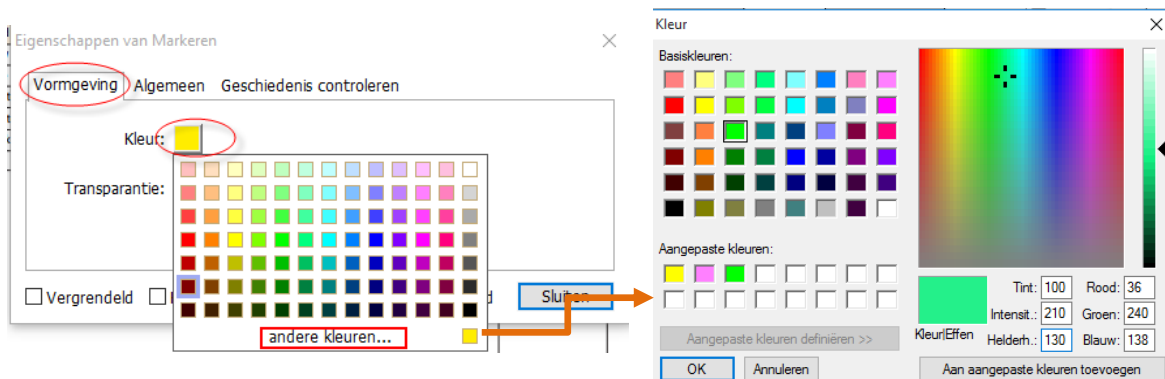 Eigenschappen van Markeren
Vormgeving Algemeen Geschiedenis controleren
Kleur:
Transparantie:
Vergrendeld
Sluiten
andere kleuren...
Kleur
Basiskleuren:
Aangepaste kleuren:
Aangepaste kleuren definiëren >>
OK Annuleren
Kleur|Effen
Tint: 100 Rood: 36
Intensit.: 210 Groen: 240
Helderh.: 130 Blauw: 138
Aan aangepaste kleuren toevoegen